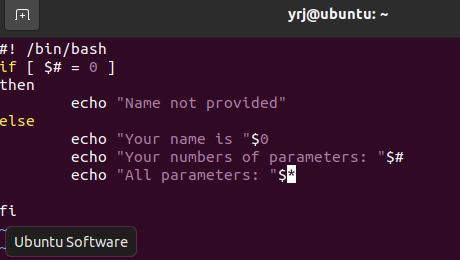 yrj@ubuntu: ~
#! /bin/bash
if [ $# = 0 ]
then
echo "Name not provided"
else
echo "Your name is "$0
echo "Your numbers of parameters: "$#
echo "All parameters: "$*
fi
~
Ubuntu Software
~